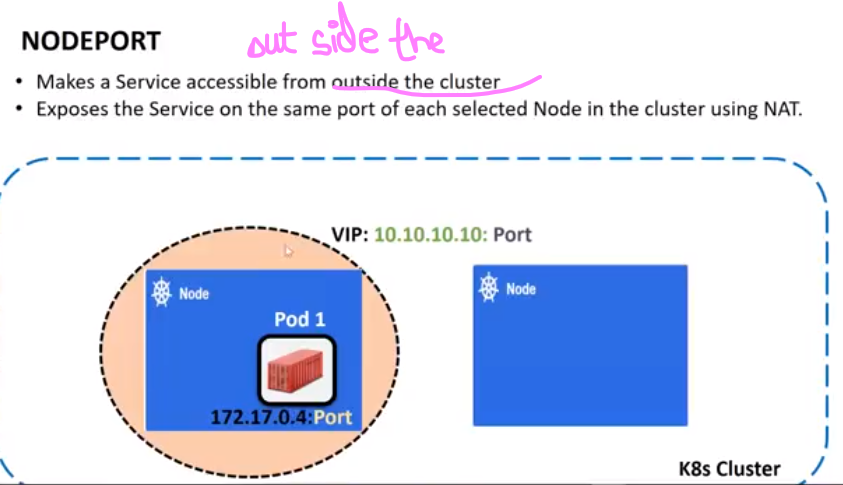 out side the
NODEPORT
• Makes a Service accessible from outside the cluster
• Exposes the Service on the same port of each selected Node in the cluster using NAT.
VIP: 10.10.10.10: Port
Node
Node
Pod 1
172.17.0.4:Port
K8s Cluster